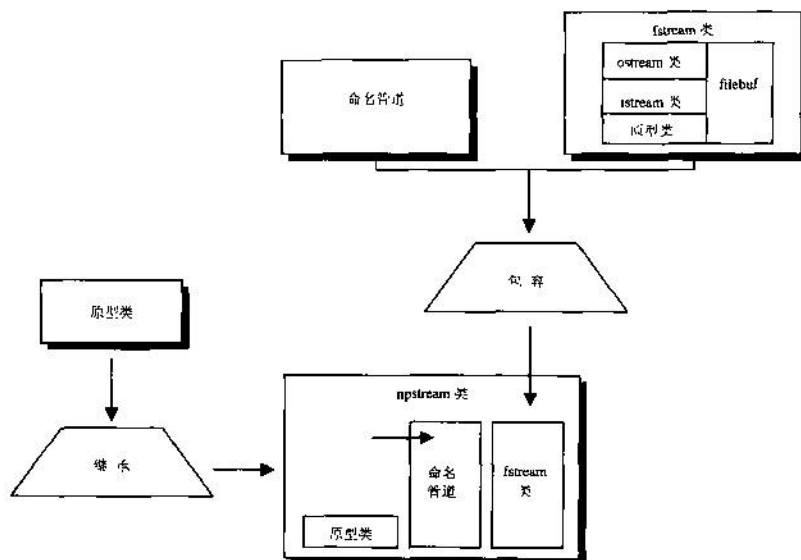 fstream 类
ostream 类
filebuf
命名管道
istream 类
原型类
包 容
原型类
npstream 类
继 承
命名
管道
fstream
类
原型类